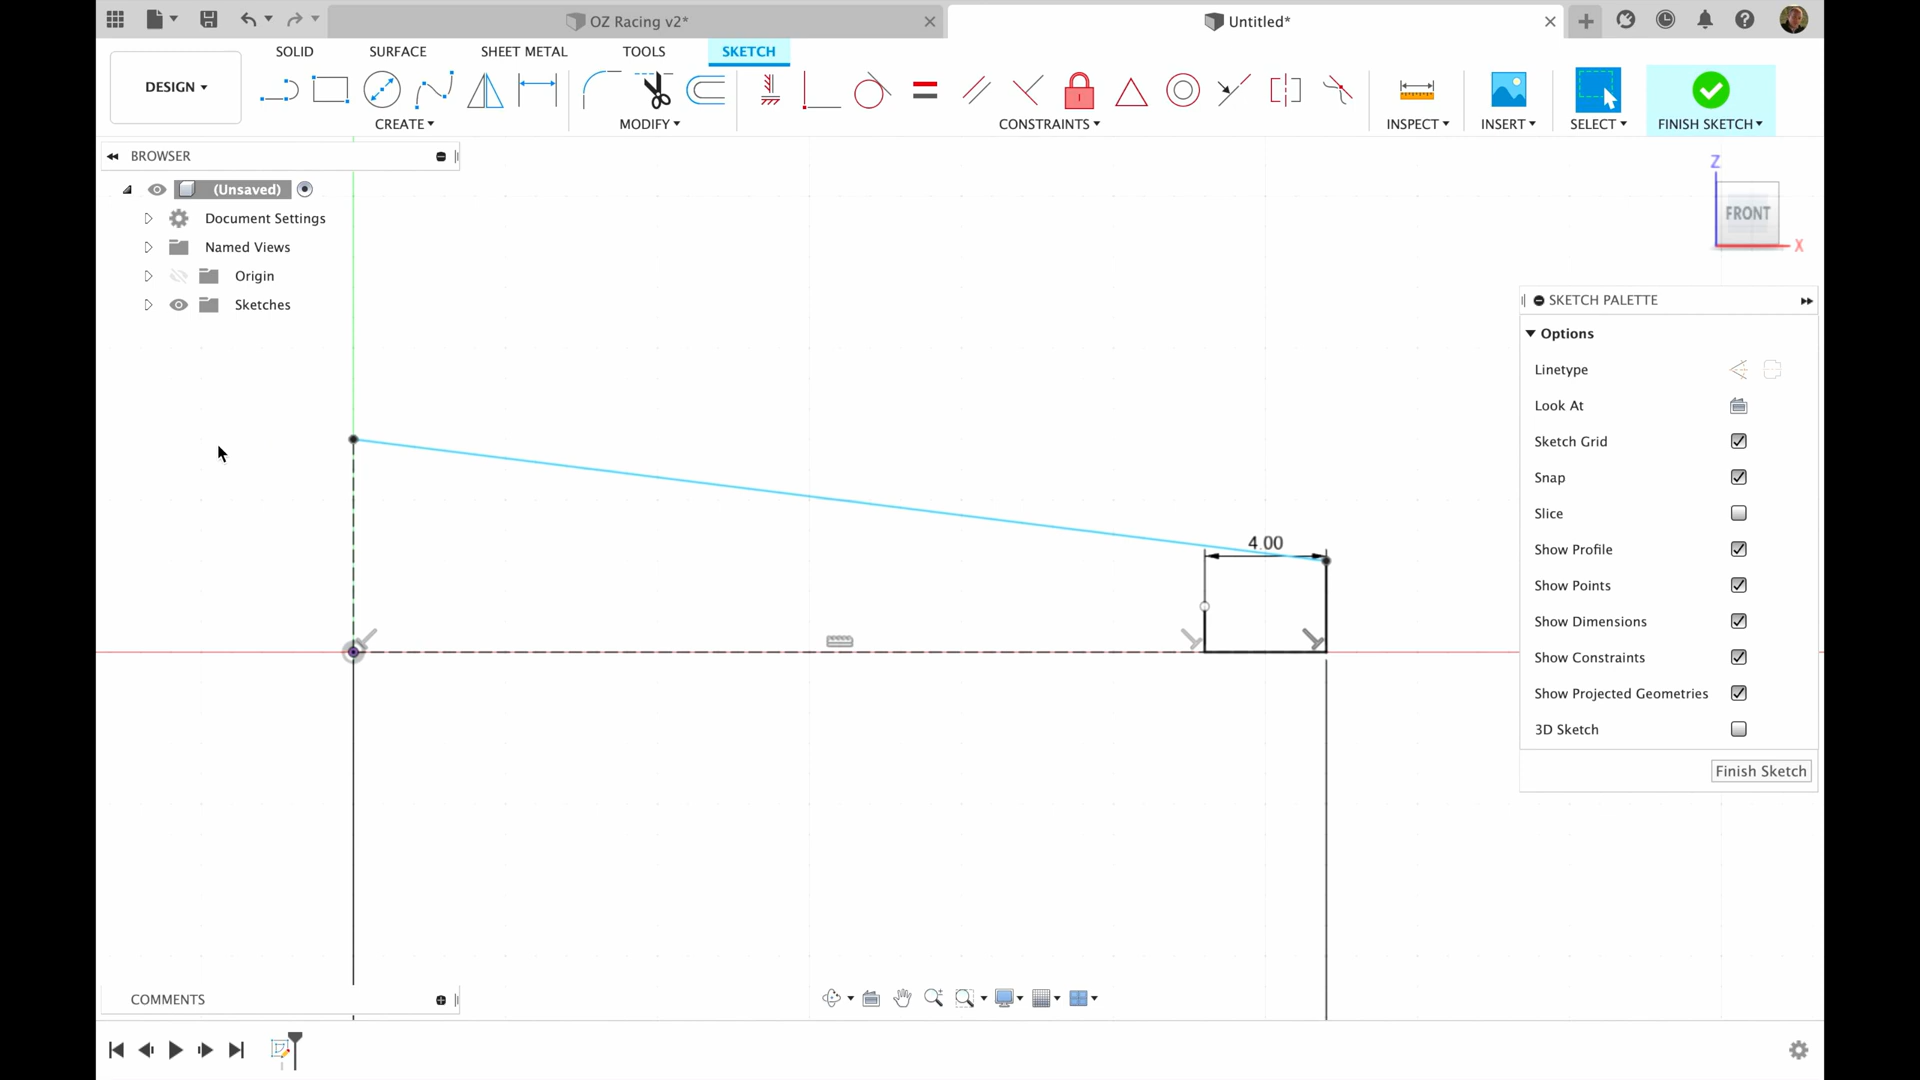 OZ Racing v2*
Untitled*
DESIGN
SOLID
SURFACE
SHEET METAL
TOOLS
SKETCH
CREATE
MODIFY
CONSTRAINTS
INSPECT
INSERT
SELECT
FINISH SKETCH
BROWSER
(Unsaved)
Document Settings
Named Views
Origin
Sketches
Z
FRONT
X
4.00
SKETCH PALETTE
Options
Linetype
Look At
Sketch Grid
Snap
Slice
Show Profile
Show Points
Show Dimensions
Show Constraints
Show Projected Geometries
3D Sketch
Finish Sketch
COMMENTS